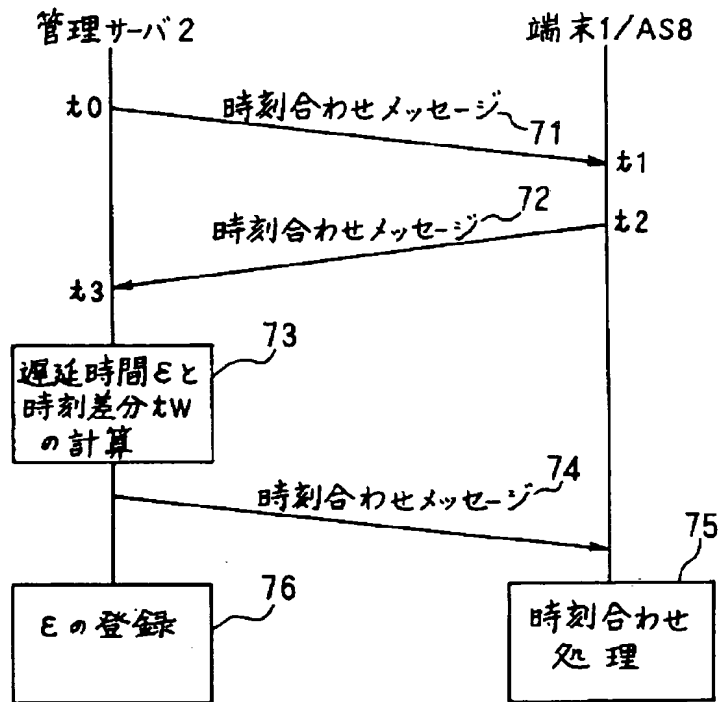 管理サーバ2
端末1/AS8
t0
時刻合わせメッセージ
71
t1
72
時刻合わせメッセージ
t2
t3
73
遅延時間εと
時刻差分tW
の計算
時刻合わせメッセージ
74
75
76
εの登録
時刻合わせ
処理